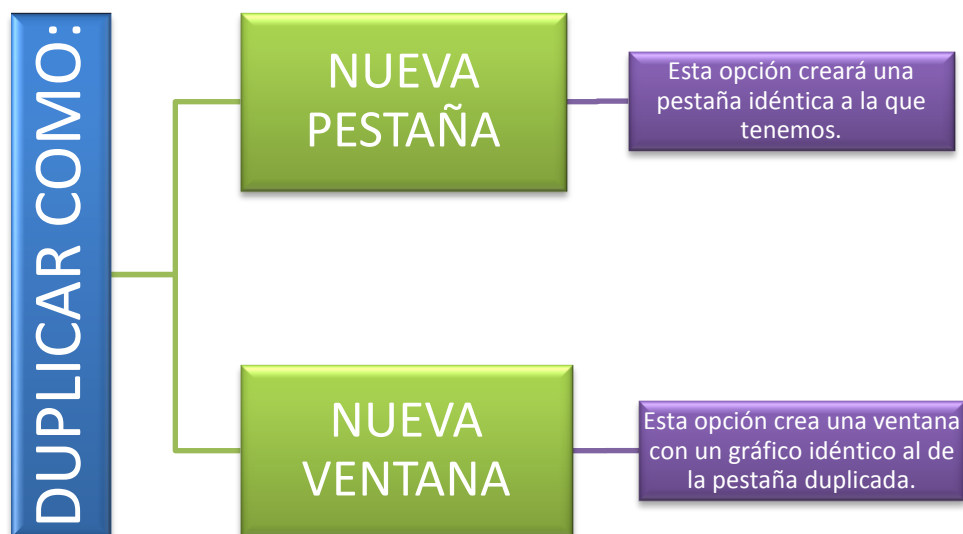 DUPLICAR COMO:
NUEVA
PESTAÑA
Esta opción creará una
pestaña idéntica a la que
tenemos.
NUEVA
VENTANA
Esta opción crea una ventana
con un gráfico idéntico al de
la pestaña duplicada.